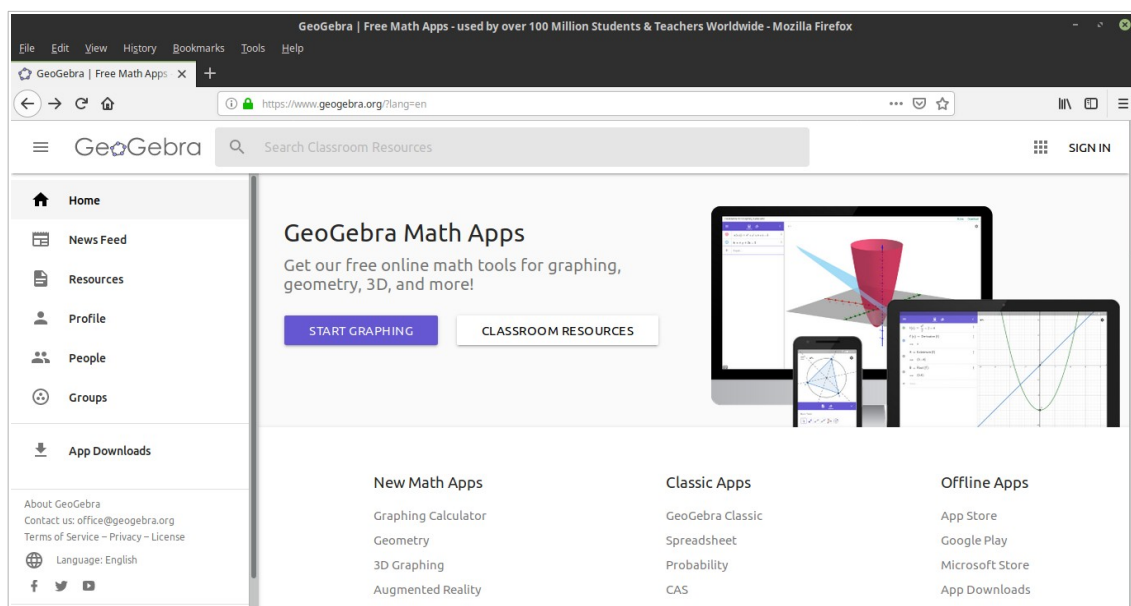 GeoGebra | Free Math Apps - used by over 100 Million Students & Teachers Worldwide - Mozilla Firefox
File Edit View History Bookmarks Tools Help
GeoGebra | Free Math Apps
https://www.geogebra.org/?lang=en
GeoGebra
Search Classroom Resources
SIGN IN
Home
News Feed
Resources
Profile
People
Groups
App Downloads
About GeoGebra
Contact us: office@geogebra.org
Terms of Service – Privacy – License
Language: English
GeoGebra Math Apps
Get our free online math tools for graphing,
geometry, 3D, and more!
START GRAPHING
CLASSROOM RESOURCES
New Math Apps
Graphing Calculator
Geometry
3D Graphing
Augmented Reality
Classic Apps
GeoGebra Classic
Spreadsheet
Probability
CAS
Offline Apps
App Store
Google Play
Microsoft Store
App Downloads